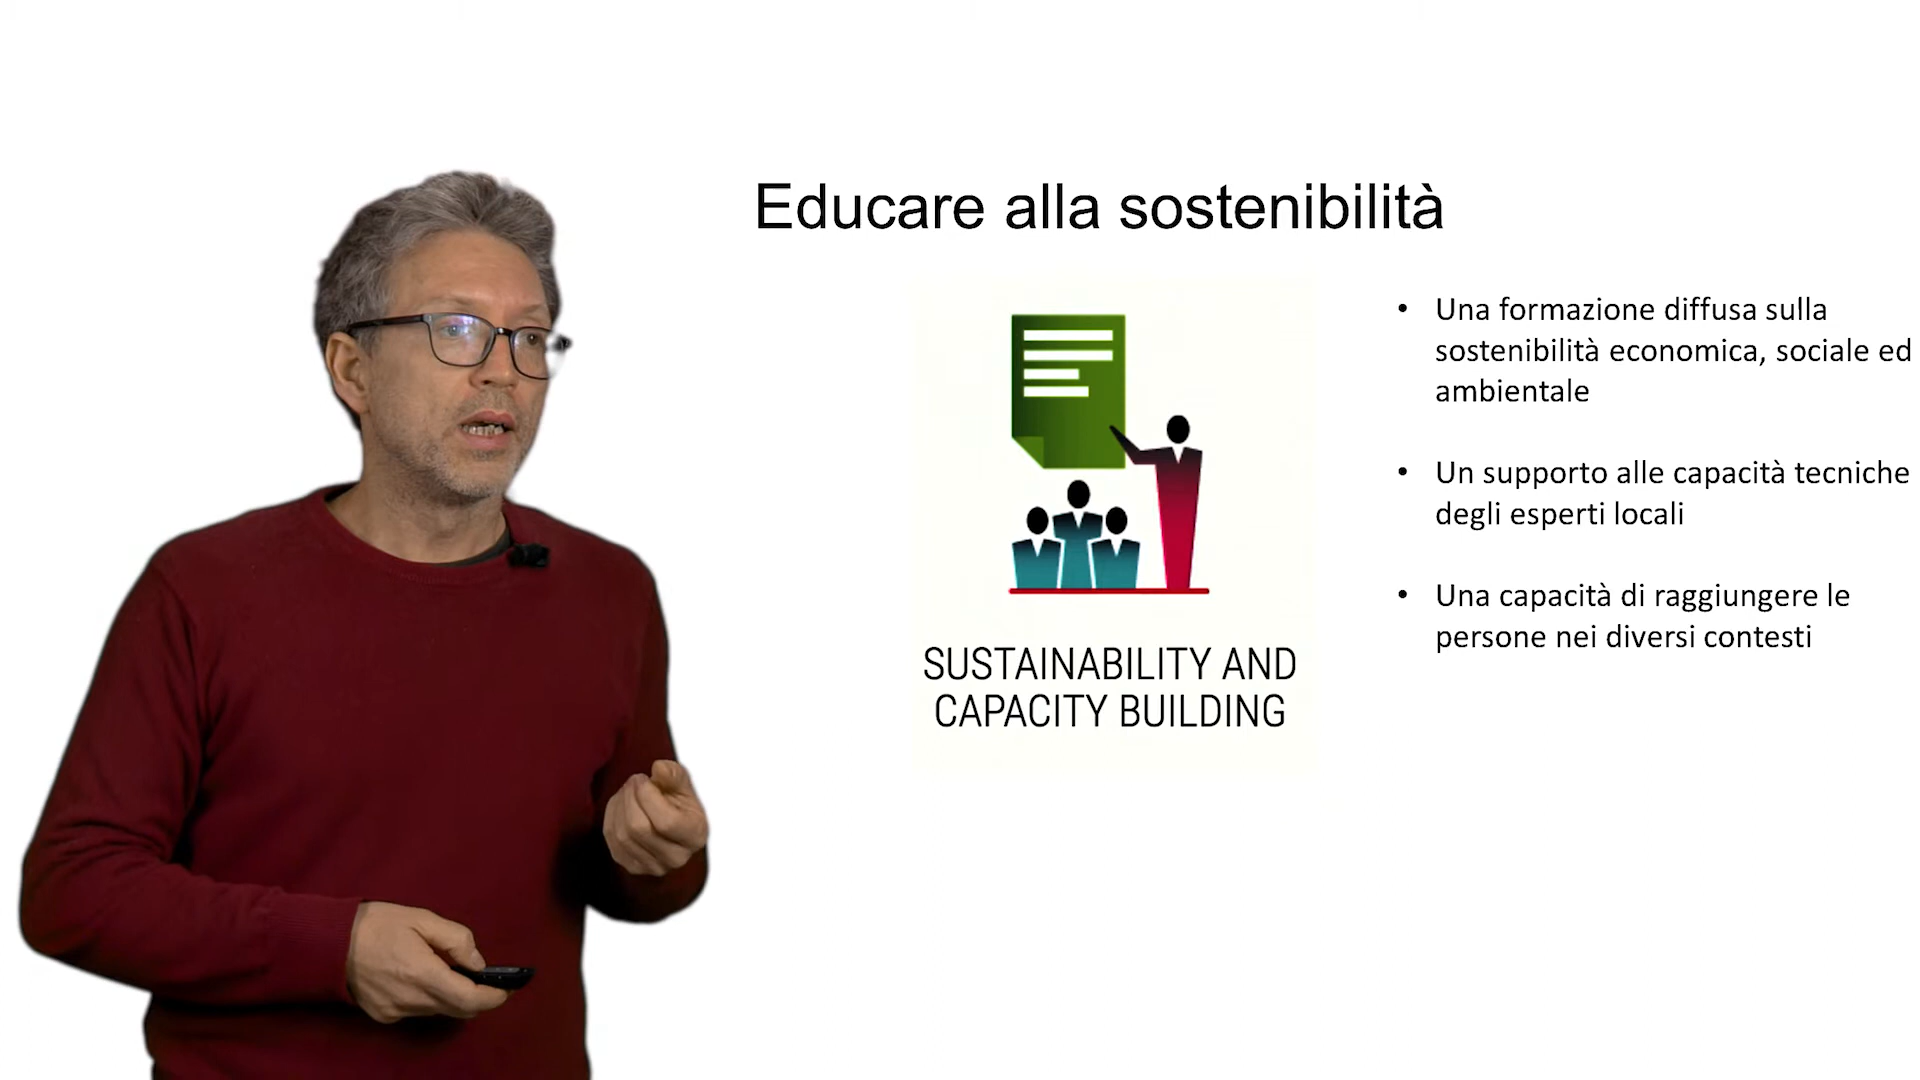 Educare alla sostenibilità
SUSTAINABILITY AND
CAPACITY BUILDING
• Una formazione diffusa sulla
sostenibilità economica, sociale ed
ambientale
• Un supporto alle capacità tecniche
degli esperti locali
• Una capacità di raggiungere le
persone nei diversi contesti